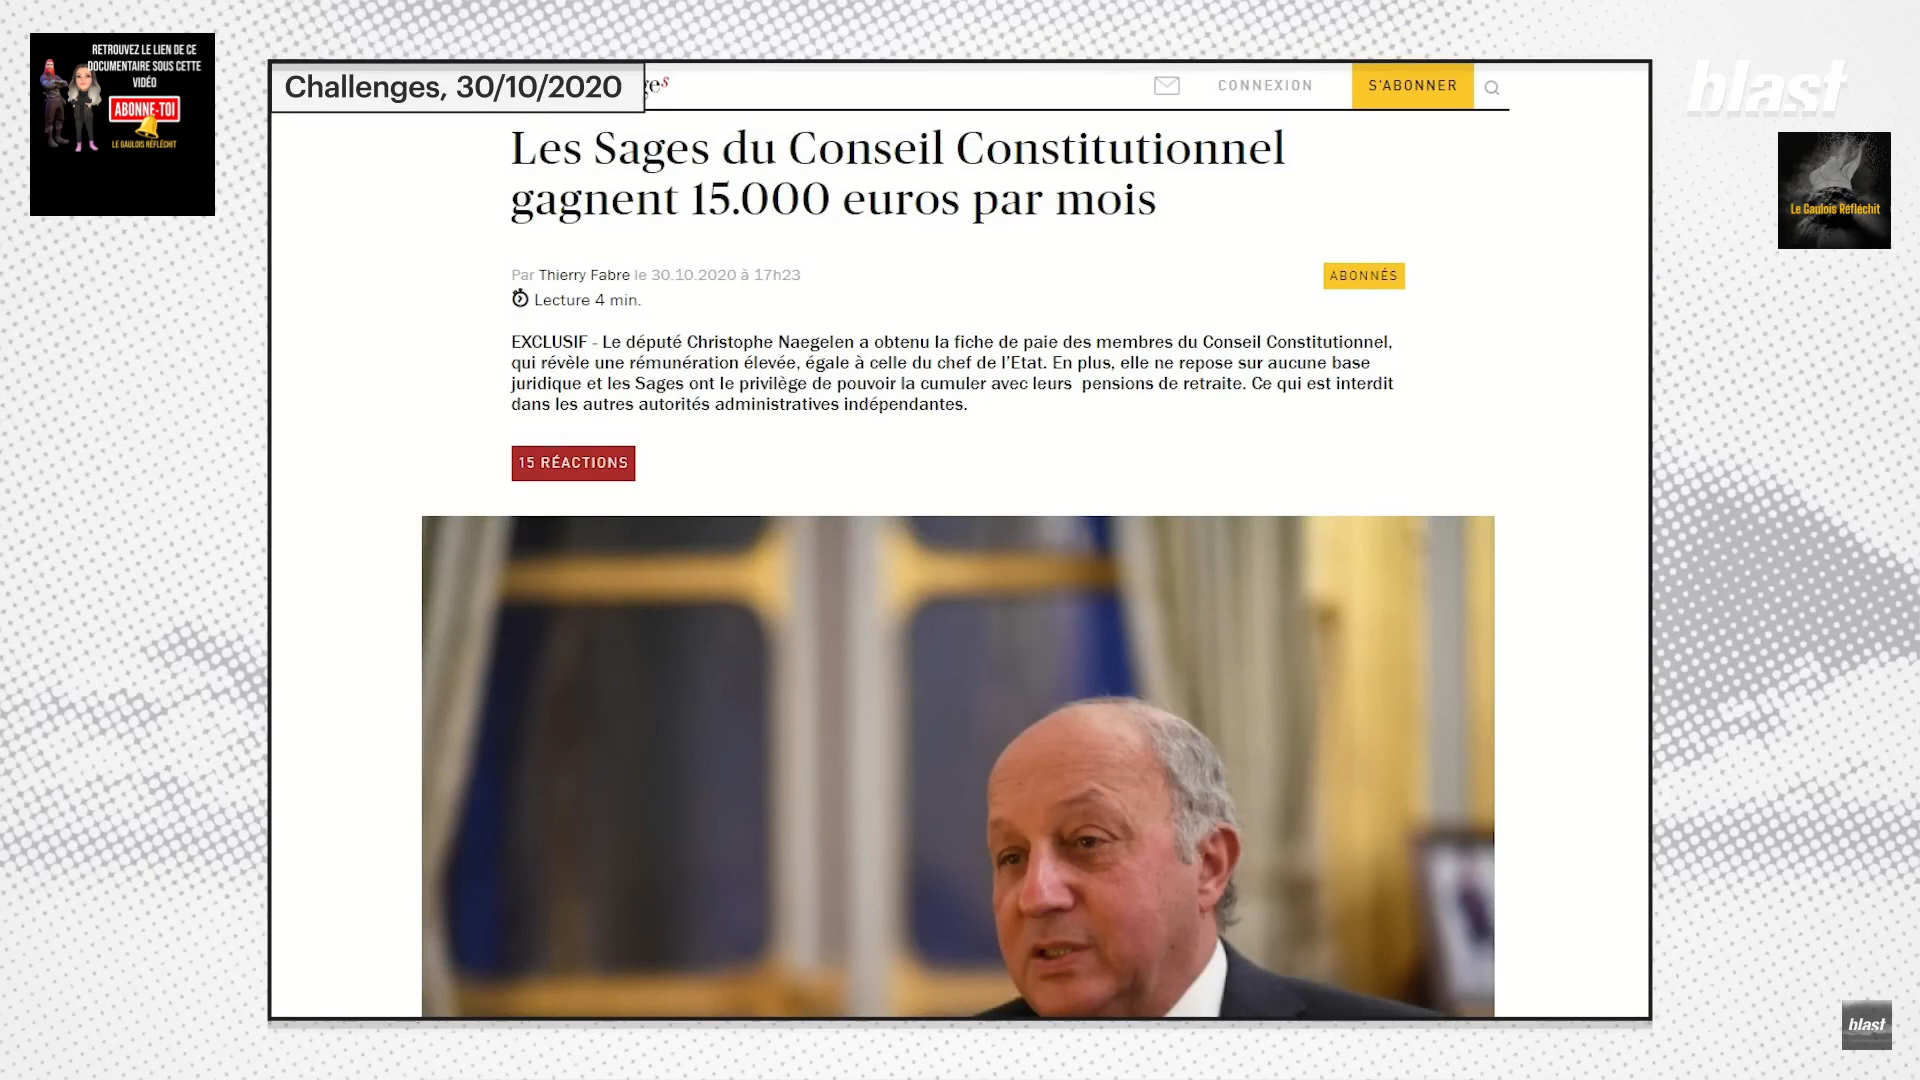 RETROUVEZ LE LIEN DE CE
DOCUMENTAIRE SOUS CETTE
VIDÉO
ABONNE-TOI
LE GAULOIS RÉFLÉCHIT
Challenges, 30/10/2020
ges
CONNEXION
S'ABONNER
blast
Le Gaulois Réfléchit
Les Sages du Conseil Constitutionnel
gagnent 15.000 euros par mois
Par Thierry Fabre le 30.10.2020 à 17h23
ABONNÉS
Lecture 4 min.
EXCLUSIF - Le député Christophe Naegelen a obtenu la fiche de paie des membres du Conseil Constitutionnel,
qui révèle une rémunération élevée, égale à celle du chef de l'Etat. En plus, elle ne repose sur aucune base
juridique et les Sages ont le privilège de pouvoir la cumuler avec leurs pensions de retraite. Ce qui est interdit
dans les autres autorités administratives indépendantes.
15 RÉACTIONS
blast